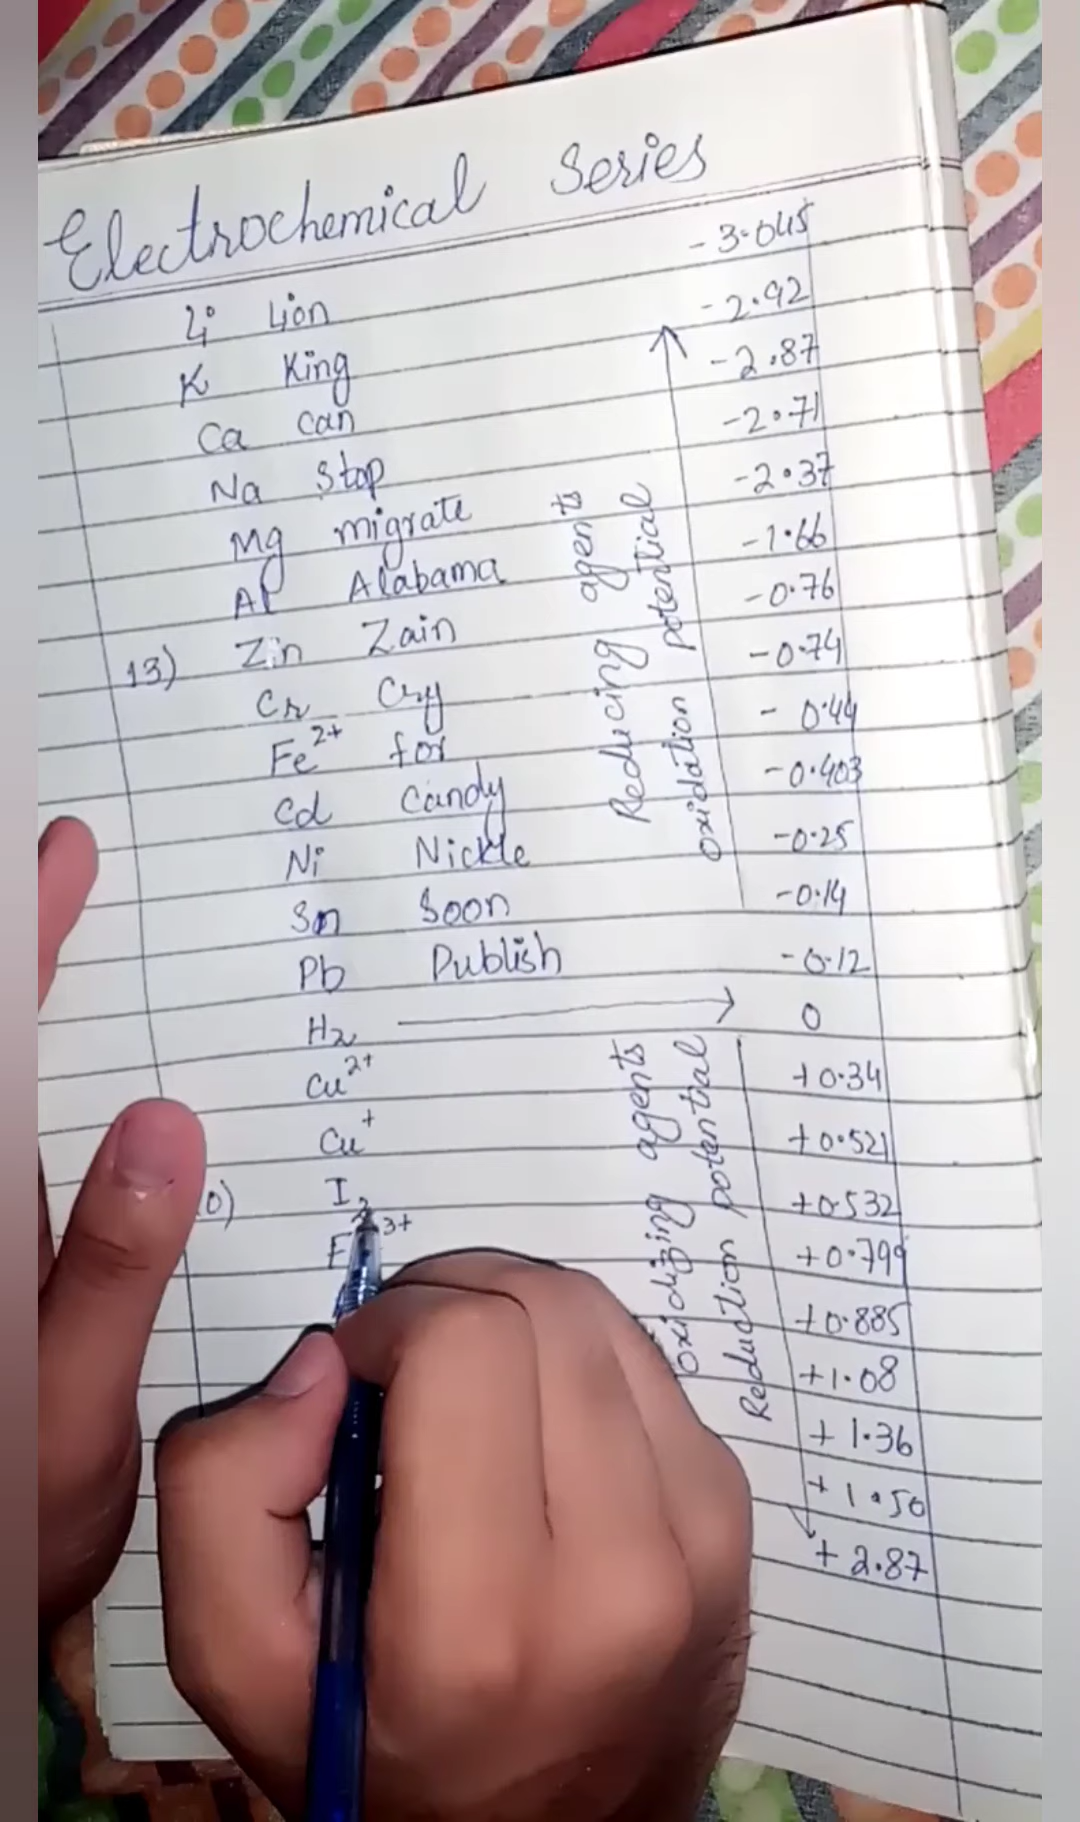 Electrochemical Series
Li Lion -3.045
K King -2.92
Ca can -2.87
Na Stop -2.71
Mg migrate -2.37
Al Alabama -1.66
13) Zin Zain -0.76
Cr Cry -0.74
Fe2+ for -0.44
Cd Candy -0.403
Ni Nickle -0.25
Sn Soon -0.14
Pb Publish -0.12
H2 → 0
Cu2+ +0.34
Cu+ +0.521
0) I2 +0.532
3+ +0.799
+0.885
+1.08
+1.36
+1.50
+2.87
Reducing agents
oxidation potential
oxidizing agents
Reduction potential